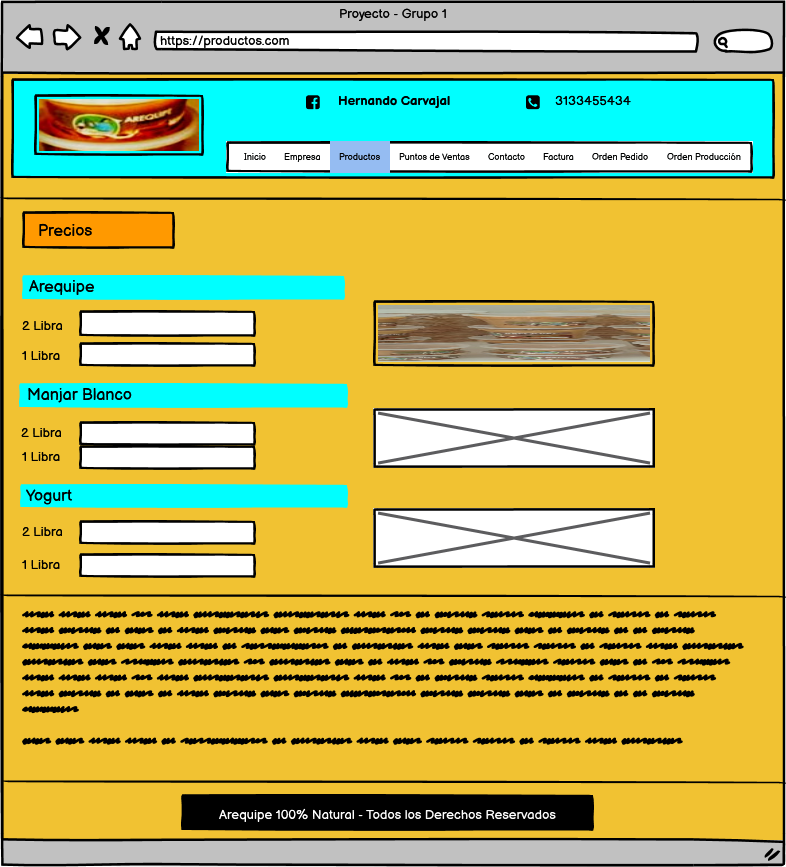 Proyecto - Grupo 1
https://productos.com
AREQUIPE
Hernando Carvajal
3133455434
Inicio Empresa Productos Puntos de Ventas Contacto Factura Orden Pedido Orden Producción
Precios
Arequipe
2 Libra
1 Libra
Manjar Blanco
2 Libra
1 Libra
Yogurt
2 Libra
1 Libra
Arequipe 100% Natural - Todos los Derechos Reservados